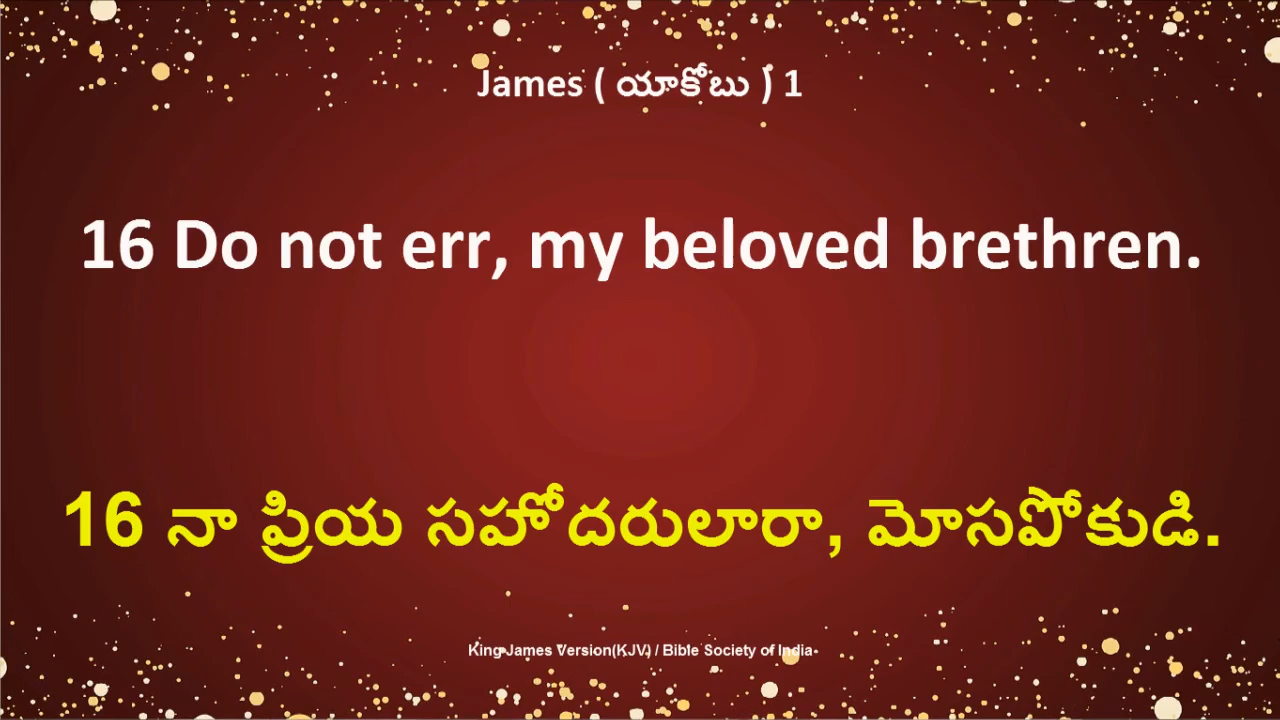 James ( యాకోబు ) 1
16 Do not err, my beloved brethren.
16 నా ప్రియ సహోదరులారా, మోసపోకుడి.
King James Version(KJV) / Bible Society of India